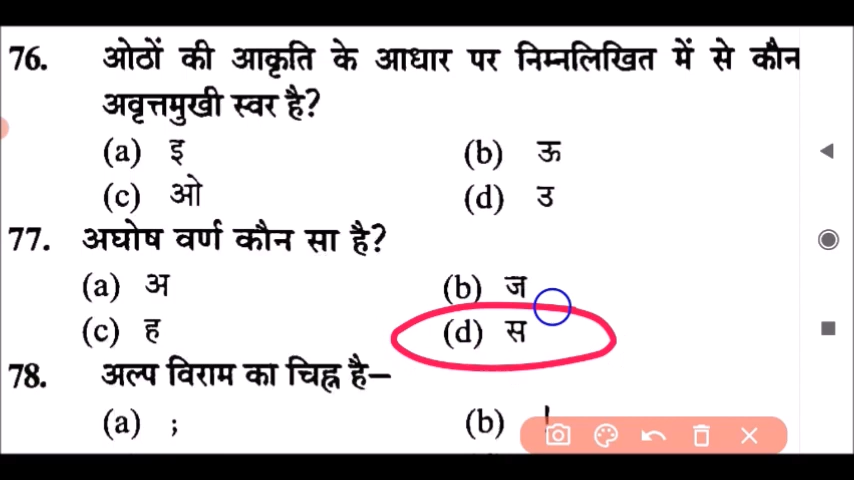 76. ओठों की आकृति के आधार पर निम्नलिखित में से कौन
अवृत्तमुखी स्वर है?
(a) इ (b) ऊ
(c) ओ (d) उ
77. अघोष वर्ण कौन सा है?
(a) अ (b) ज
(c) ह (d) स
78. अल्प विराम का चिह्न है–
(a) ; (b)